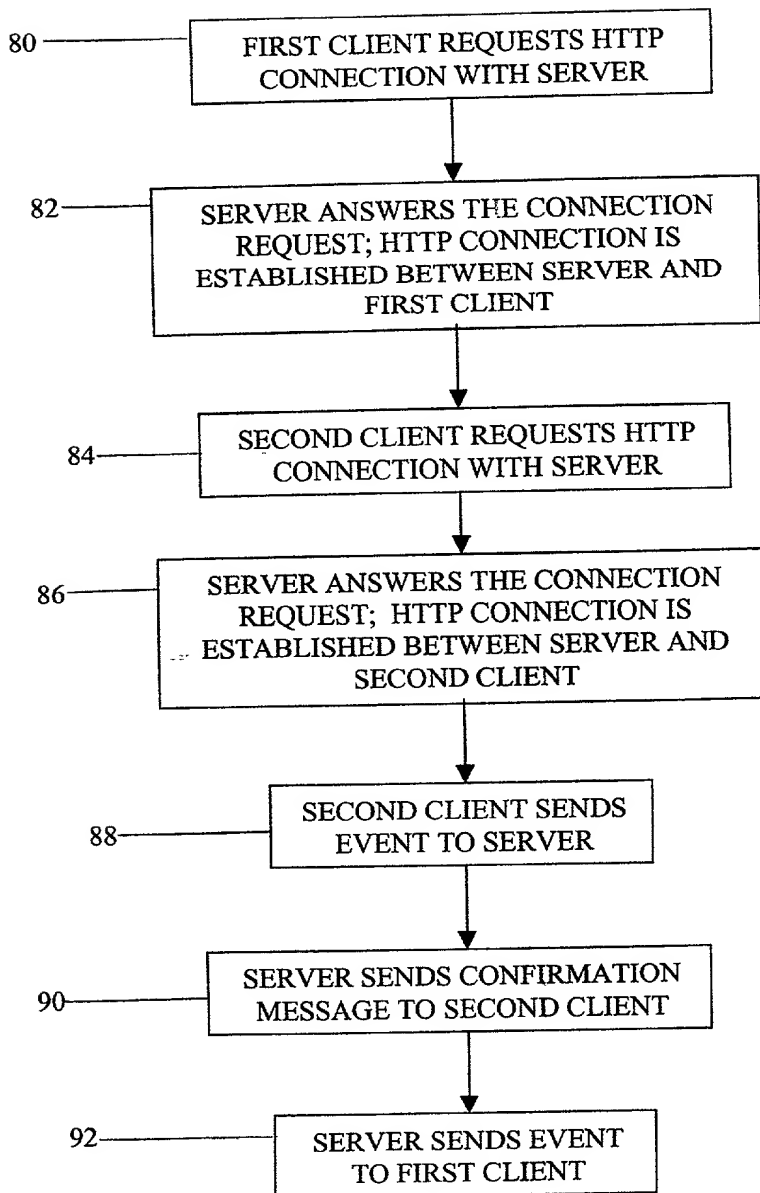 80
FIRST CLIENT REQUESTS HTTP
CONNECTION WITH SERVER
82
SERVER ANSWERS THE CONNECTION
REQUEST; HTTP CONNECTION IS
ESTABLISHED BETWEEN SERVER AND
FIRST CLIENT
84
SECOND CLIENT REQUESTS HTTP
CONNECTION WITH SERVER
86
SERVER ANSWERS THE CONNECTION
REQUEST; HTTP CONNECTION IS
ESTABLISHED BETWEEN SERVER AND
SECOND CLIENT
88
SECOND CLIENT SENDS
EVENT TO SERVER
90
SERVER SENDS CONFIRMATION
MESSAGE TO SECOND CLIENT
92
SERVER SENDS EVENT
TO FIRST CLIENT